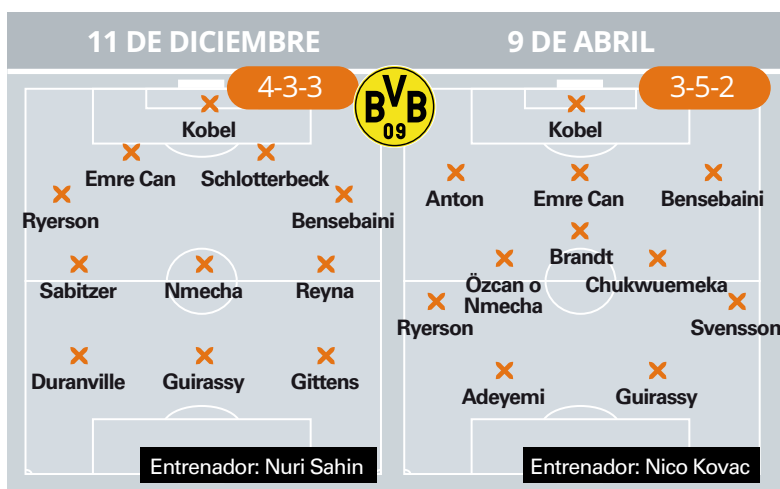 11 DE DICIEMBRE
4-3-3
Kobel
Emre Can
Schlotterbeck
Ryerson
Bensebaini
Sabitzer
Nmecha
Reyna
Duranville
Guirassy
Gittens
Entrenador: Nuri Sahin
BVB
09
9 DE ABRIL
3-5-2
Kobel
Anton
Emre Can
Bensebaini
Brandt
Özcan o
Nmecha
Chukwuemeka
Ryerson
Svensson
Adeyemi
Guirassy
Entrenador: Nico Kovac